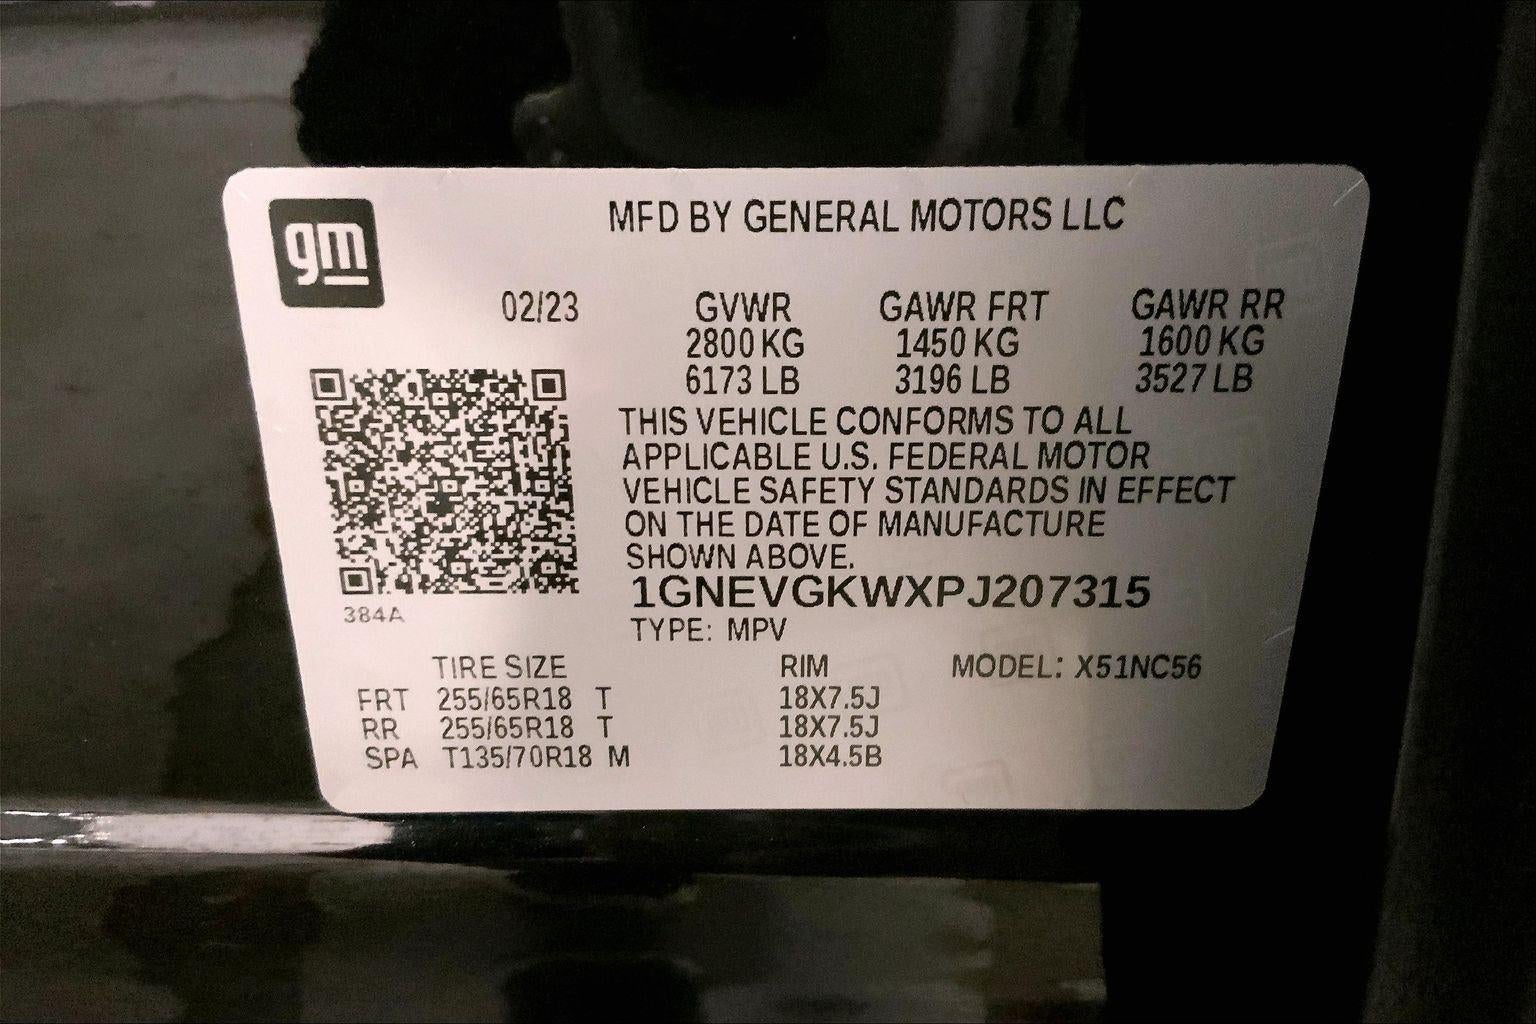 gm
MFD BY GENERAL MOTORS LLC
02/23 GVWR GAWR FRT GAWR RR
2800 KG 1450 KG 1600 KG
6173 LB 3196 LB 3527 LB
THIS VEHICLE CONFORMS TO ALL
APPLICABLE U.S. FEDERAL MOTOR
VEHICLE SAFETY STANDARDS IN EFFECT
ON THE DATE OF MANUFACTURE
SHOWN ABOVE.
1GNEVGKWXPJ207315
384A
TYPE: MPV
TIRE SIZE RIM MODEL: X51NC56
FRT 255/65R18 T 18X7.5J
RR 255/65R18 T 18X7.5J
SPA T135/70R18 M 18X4.5B